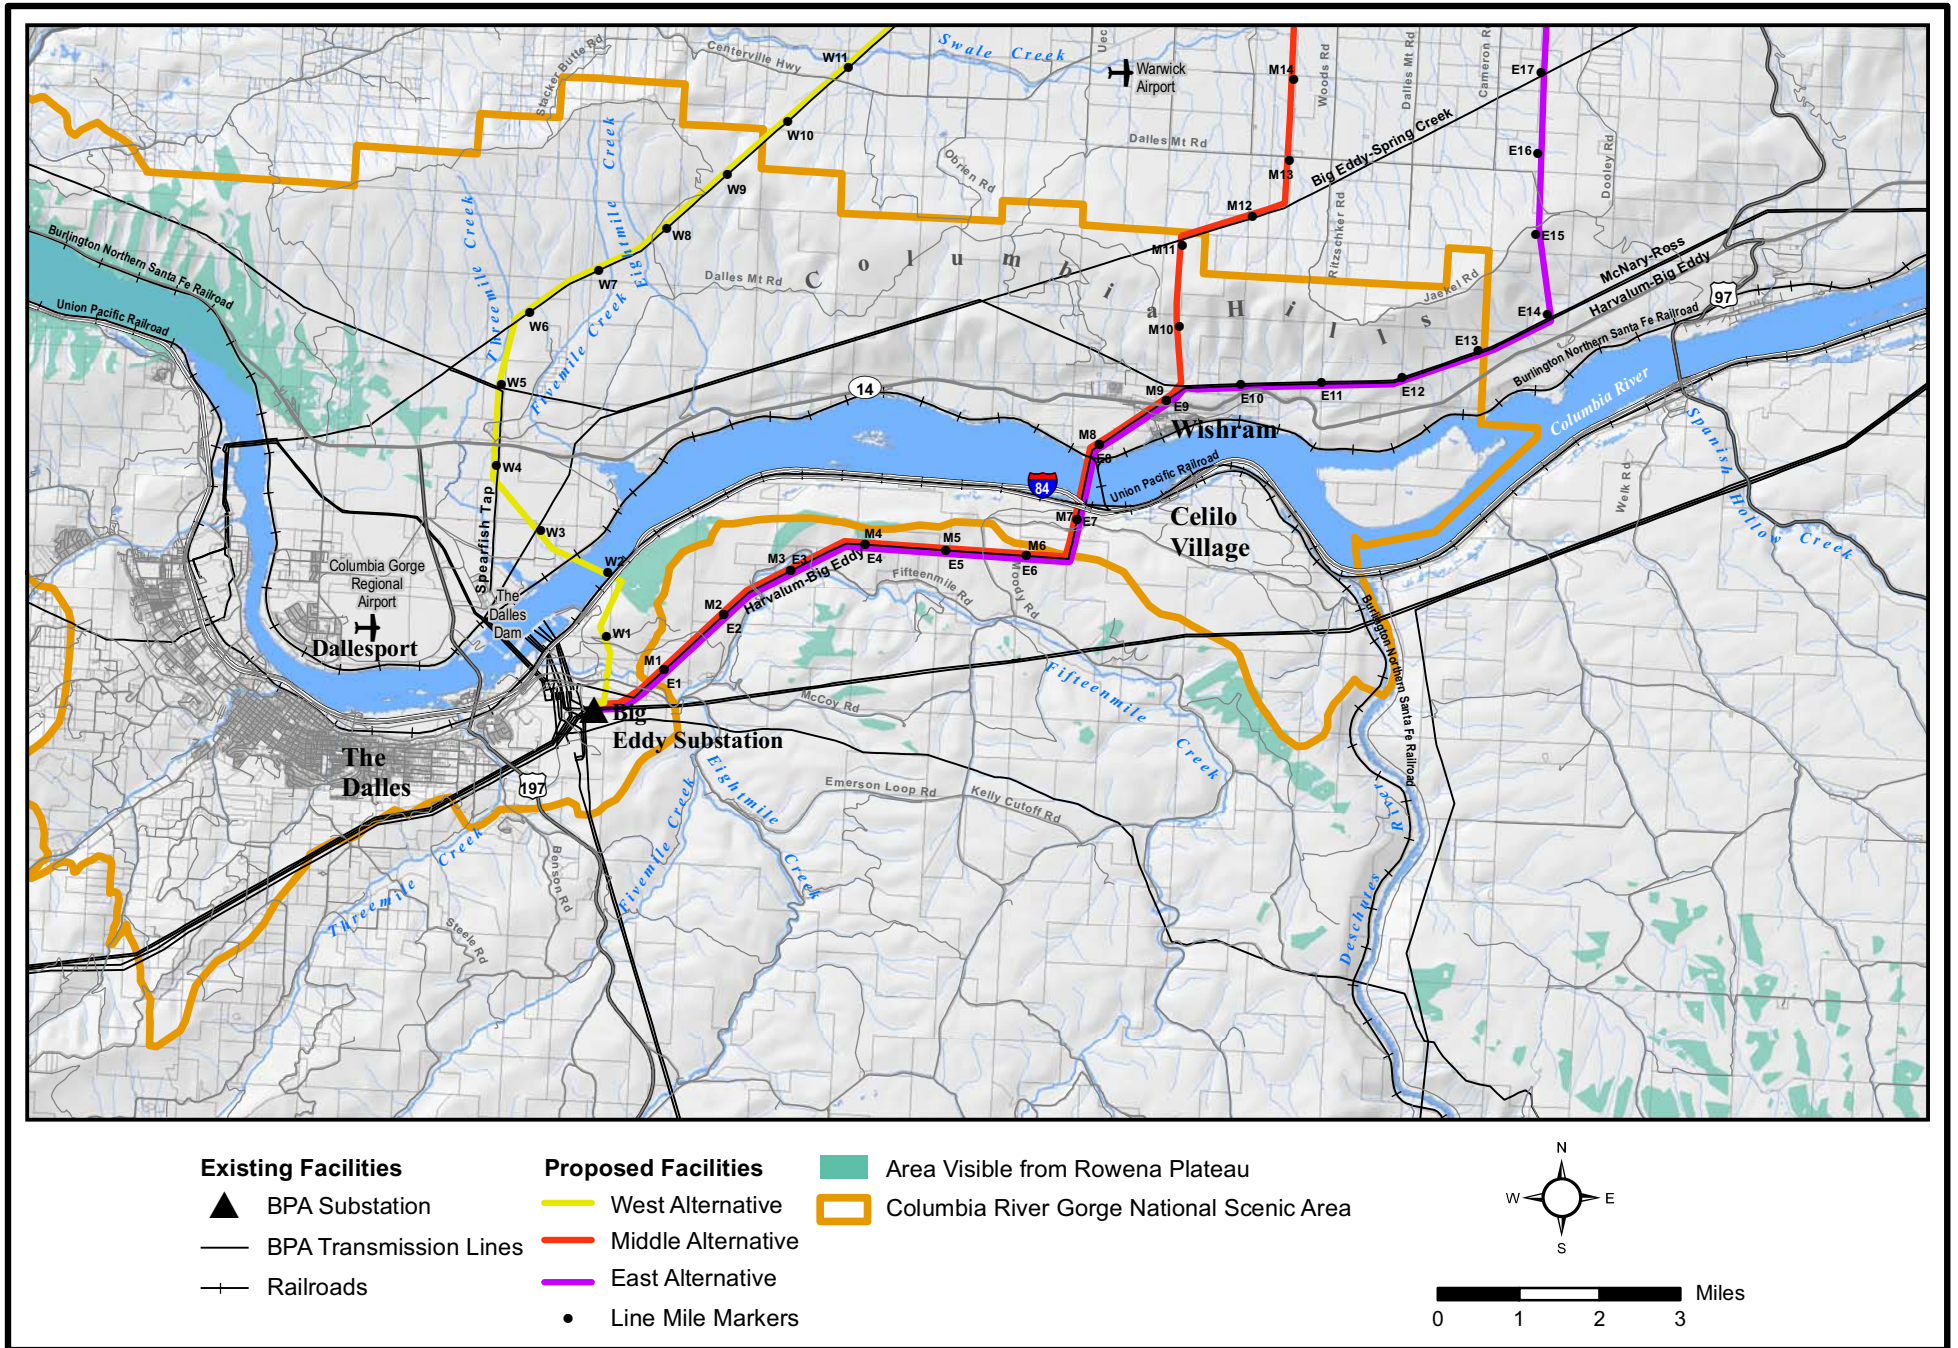 Stacker Butte Rd
Centerville Hwy
W11
Swale Creek
Warwick
Airport
M14
Woods Rd
Dalles Mt Rd
Cameron R
E17
W10
Eightmile Creek
Obrien Rd
Dalles Mt Rd
M13
Big Eddy-Spring Creek
E16
Dooley Rd
W9
Threemile Creek
M12
Ritzschker Rd
W8
M11
E15
McNary-Ross
Harvalum-Big Eddy
Burlington Northern Santa Fe Railroad
Union Pacific Railroad
W7
Dalles Mt Rd
Columbia Hills
Jaekel Rd
97
W6
Fivemile Creek
M10
E14
Burlington Northern Santa Fe Railroad
E13
W5
14
M9
E9
E10
E11
E12
Columbia River
Wishram
M8
E8
Spanish Hollow Creek
W4
Union Pacific Railroad
84
Welk Rd
Spearfish Tap
W3
M7
E7
Celilo
Village
M4
M5
M6
E4
E5
E6
M3
E3
Harvalum-Big Eddy
Fifteenmile Rd
Moody Rd
W2
Columbia Gorge
Regional
Airport
The
Dalles
Dam
M2
E2
Burlington Northern Santa Fe Railroad
Dallesport
W1
M1
E1
Fifteenmile Creek
McCoy Rd
Big
Eddy Substation
The
Dalles
197
Eightmile Creek
Emerson Loop Rd
Kelly Cutoff Rd
Deschutes River
Threemile Creek
Benson Rd
Fivemile Creek
Steele Rd
Existing Facilities
BPA Substation
BPA Transmission Lines
Railroads
Proposed Facilities
West Alternative
Middle Alternative
East Alternative
Line Mile Markers
Area Visible from Rowena Plateau
Columbia River Gorge National Scenic Area
N
W E
S
Miles
0 1 2 3